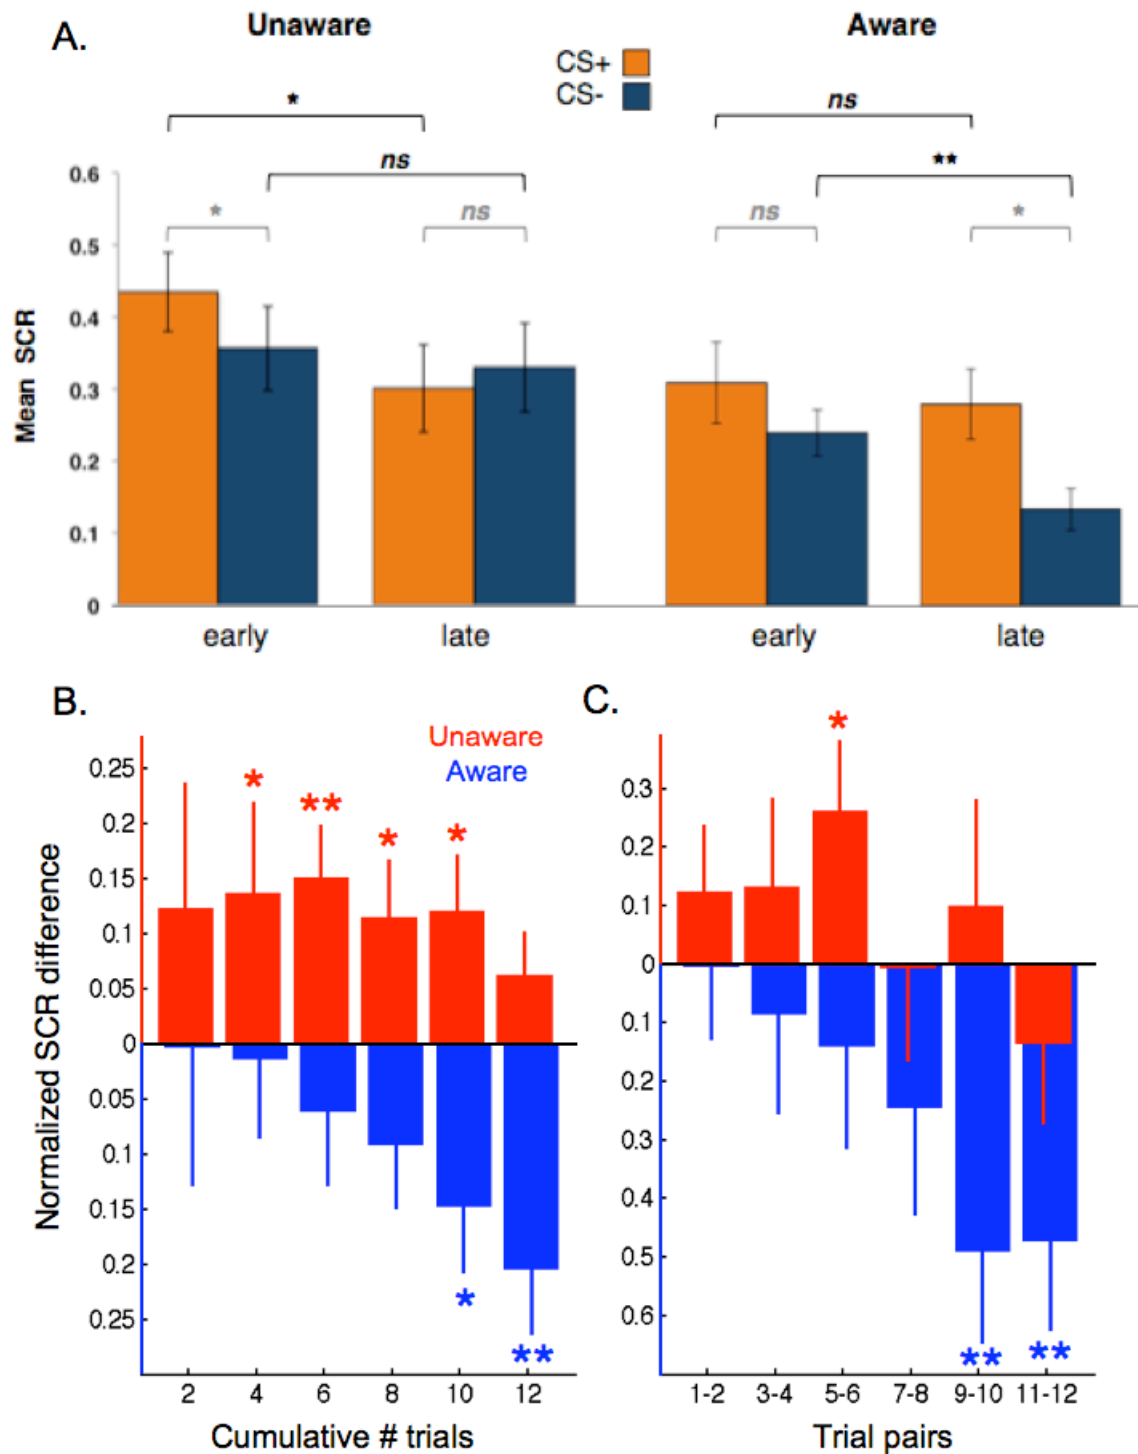 A.
Unaware
Aware
CS+
CS-
*
ns
ns
**
*
ns
ns
*
0.6
0.5
0.4
0.3
0.2
0.1
0
Mean SCR
early
late
early
late
B.
Unaware
Aware
0.25
0.2
0.15
0.1
0.05
0
0.05
0.1
0.15
0.2
0.25
*
**
*
*
*
**
Normalized SCR difference
2 4 6 8 10 12
Cumulative # trials
C.
0.3
0.2
0.1
0
0.1
0.2
0.3
0.4
0.5
0.6
*
**
**
1-2 3-4 5-6 7-8 9-10 11-12
Trial pairs